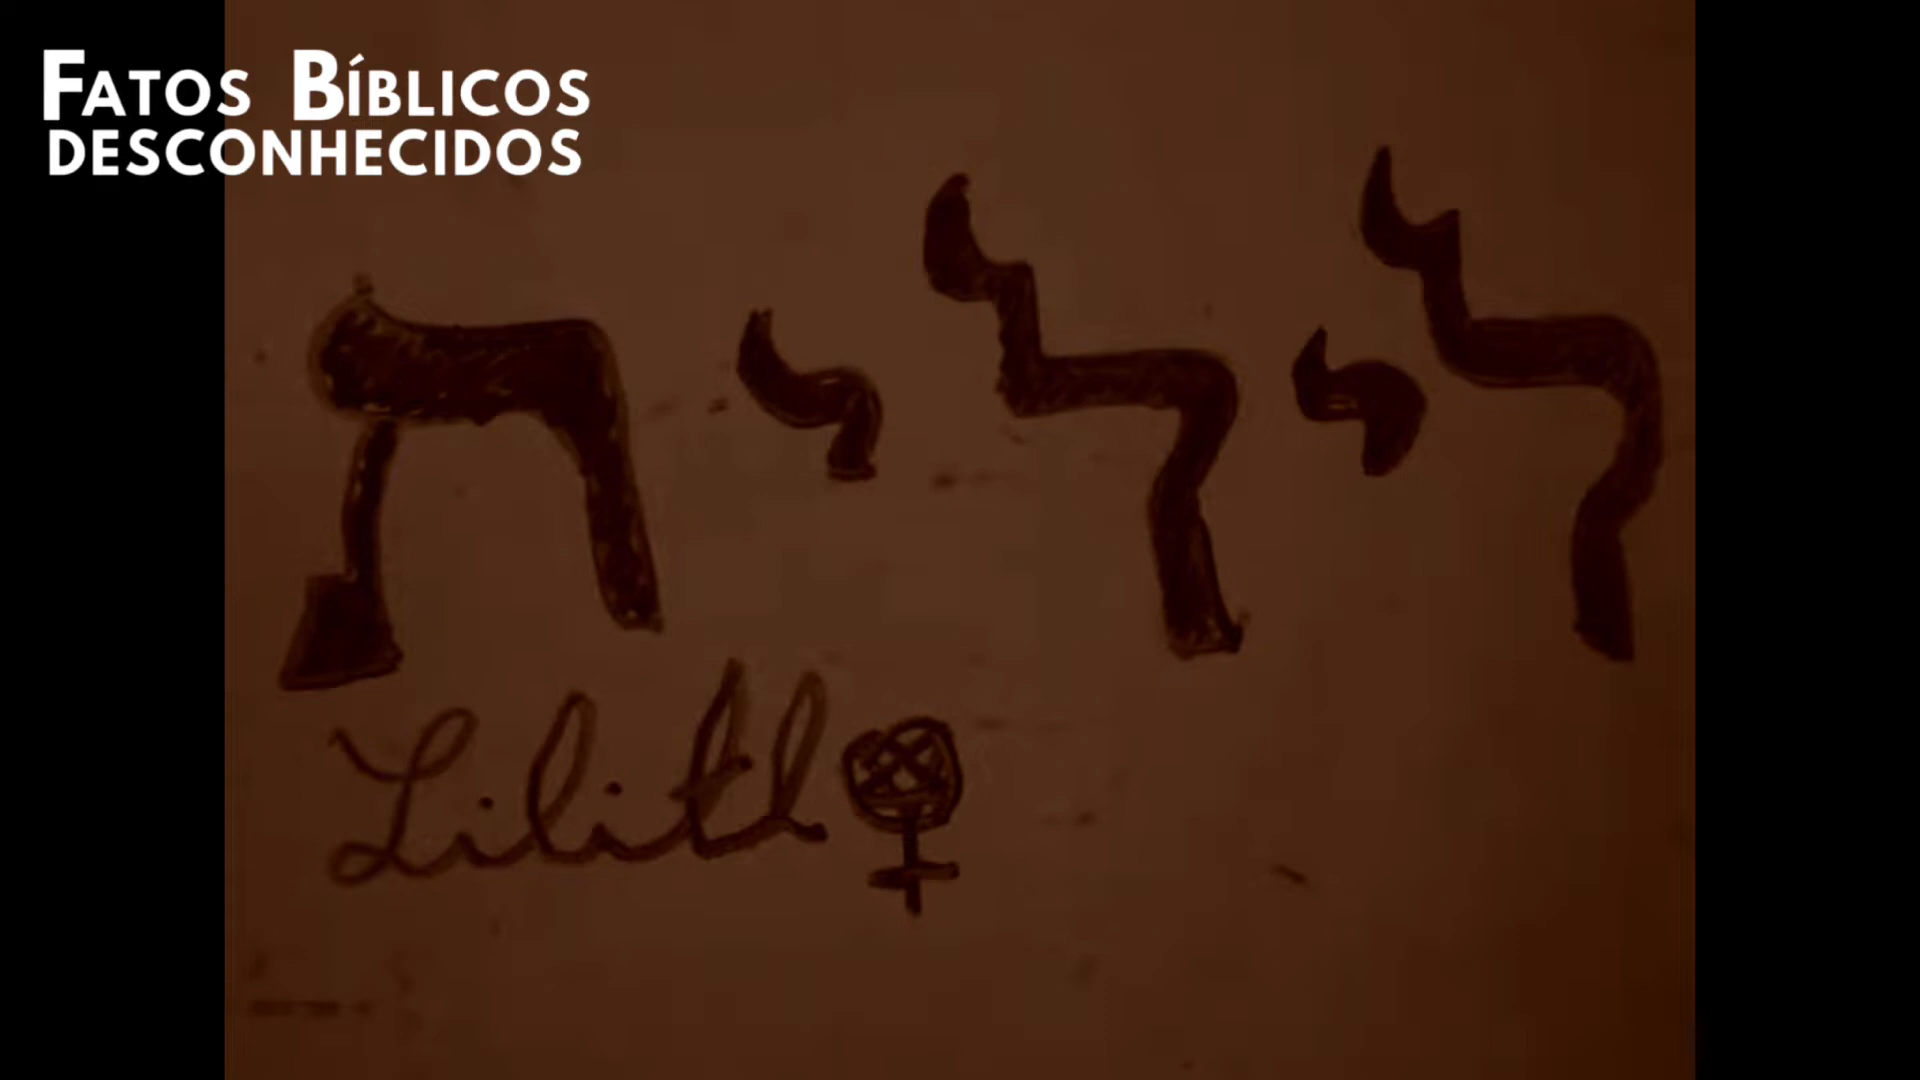 Fatos Bíblicos
desconhecidos
לילית
Lilith